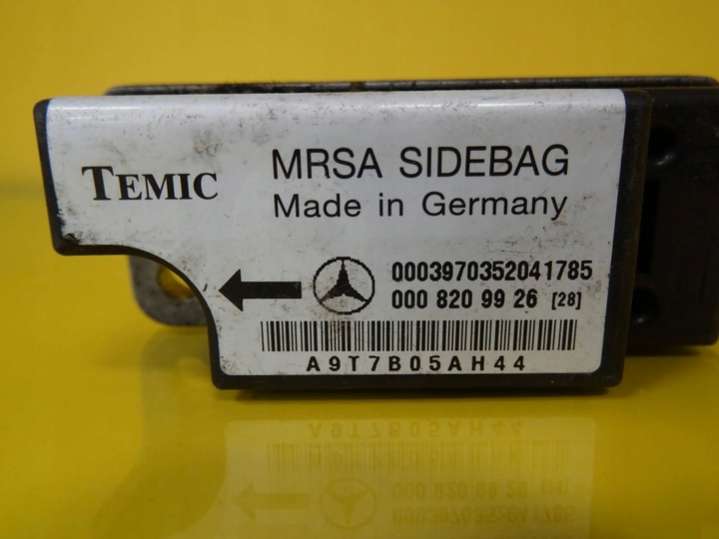 TEMIC
MRSA SIDEBAG
Made in Germany
0003970352041785
000 820 99 26 [28]
A9T7B05AH44